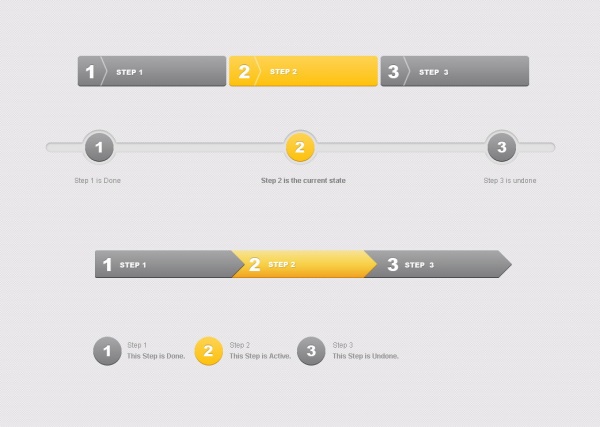 1 STEP 1 2 STEP 2 3 STEP 3
1 2 3
Step 1 is Done Step 2 is the current state Step 3 is undone
1 STEP 1 2 STEP 2 3 STEP 3
1 Step 1 2 Step 2 3 Step 3
This Step is Done. This Step is Active. This Step is Undone.